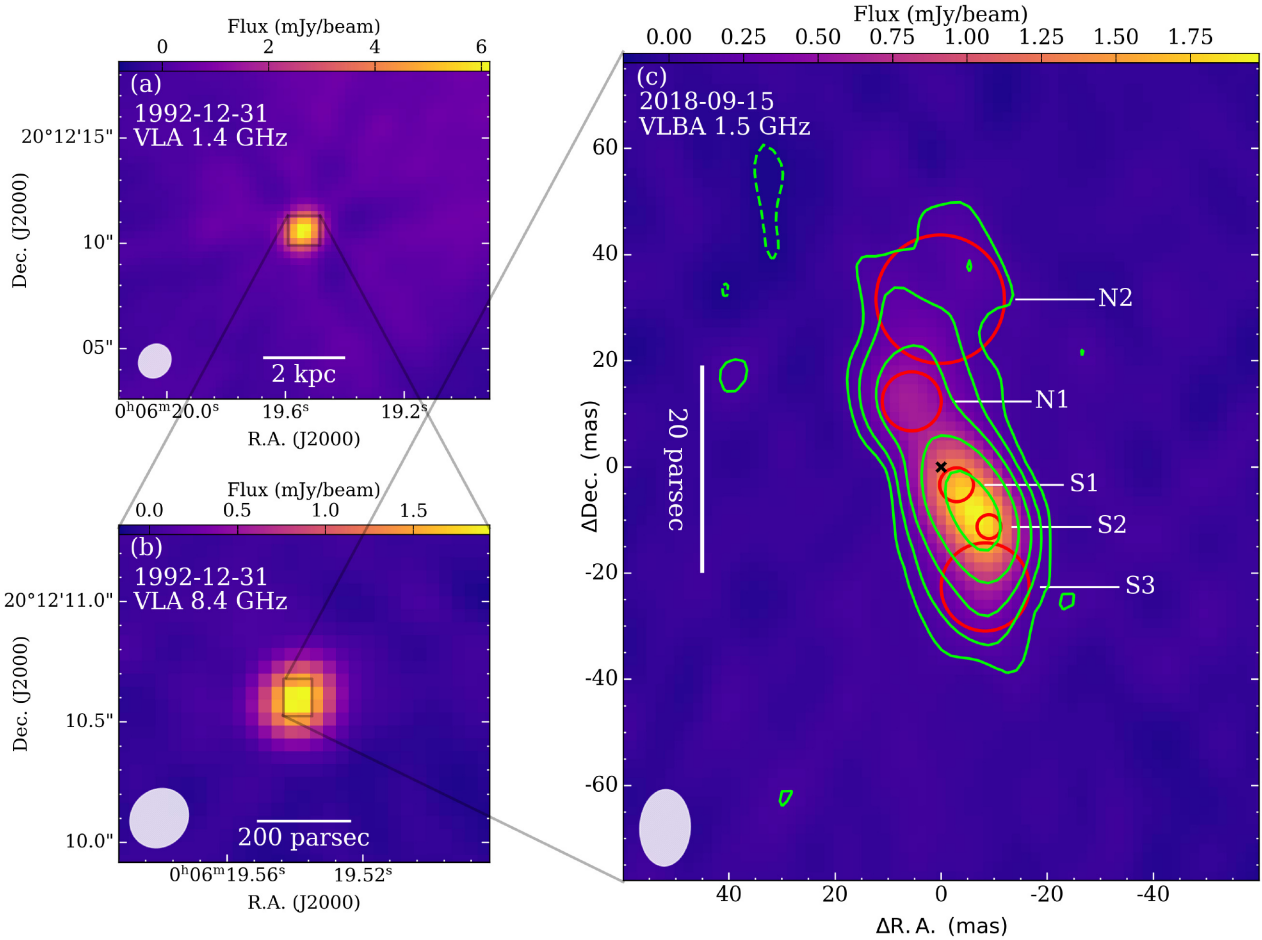 Flux (mJy/beam)
0 2 4 6
(a)
1992-12-31
VLA 1.4 GHz
20°12'15"
10"
05"
Dec. (J2000)
2 kpc
0ʰ06ᵐ20.0ˢ 19.6ˢ 19.2ˢ
R.A. (J2000)
Flux (mJy/beam)
0.0 0.5 1.0 1.5
(b)
1992-12-31
VLA 8.4 GHz
20°12'11.0"
10.5"
10.0"
Dec. (J2000)
200 parsec
0ʰ06ᵐ19.56ˢ 19.52ˢ
R.A. (J2000)
Flux (mJy/beam)
0.00 0.25 0.50 0.75 1.00 1.25 1.50 1.75
(c)
2018-09-15
VLBA 1.5 GHz
60
40
20
0
-20
-40
-60
ΔDec. (mas)
20 parsec
N2
N1
S1
S2
S3
40 20 0 -20 -40
ΔR.A. (mas)